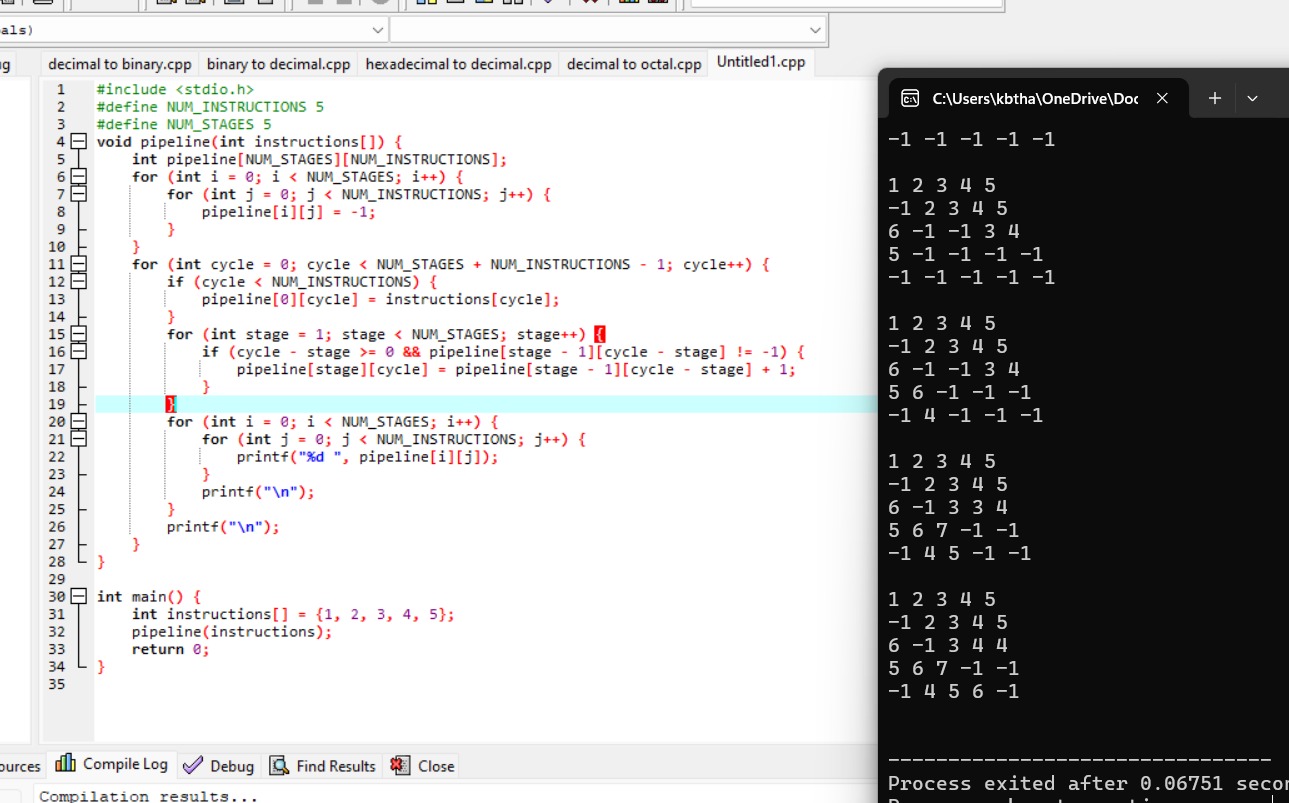 als)
decimal to binary.cpp binary to decimal.cpp hexadecimal to decimal.cpp decimal to octal.cpp Untitled1.cpp
1 #include <stdio.h>
2 #define NUM_INSTRUCTIONS 5
3 #define NUM_STAGES 5
4 void pipeline(int instructions[]) {
5     int pipeline[NUM_STAGES][NUM_INSTRUCTIONS];
6     for (int i = 0; i < NUM_STAGES; i++) {
7         for (int j = 0; j < NUM_INSTRUCTIONS; j++) {
8             pipeline[i][j] = -1;
9         }
10     }
11     for (int cycle = 0; cycle < NUM_STAGES + NUM_INSTRUCTIONS - 1; cycle++) {
12         if (cycle < NUM_INSTRUCTIONS) {
13             pipeline[0][cycle] = instructions[cycle];
14         }
15         for (int stage = 1; stage < NUM_STAGES; stage++) {
16             if (cycle - stage >= 0 && pipeline[stage - 1][cycle - stage] != -1) {
17                 pipeline[stage][cycle] = pipeline[stage - 1][cycle - stage] + 1;
18             }
19         }
20         for (int i = 0; i < NUM_STAGES; i++) {
21             for (int j = 0; j < NUM_INSTRUCTIONS; j++) {
22                 printf("%d ", pipeline[i][j]);
23             }
24             printf("\n");
25         }
26         printf("\n");
27     }
28 }
29
30 int main() {
31     int instructions[] = {1, 2, 3, 4, 5};
32     pipeline(instructions);
33     return 0;
34 }
35
ources Compile Log Debug Find Results Close
Compilation results...
C:\Users\kbtha\OneDrive\Doc
-1 -1 -1 -1 -1
1 2 3 4 5
-1 2 3 4 5
6 -1 -1 3 4
5 -1 -1 -1 -1
-1 -1 -1 -1 -1
1 2 3 4 5
-1 2 3 4 5
6 -1 -1 3 4
5 6 -1 -1 -1
-1 4 -1 -1 -1
1 2 3 4 5
-1 2 3 4 5
6 -1 3 3 4
5 6 7 -1 -1
-1 4 5 -1 -1
1 2 3 4 5
-1 2 3 4 5
6 -1 3 4 4
5 6 7 -1 -1
-1 4 5 6 -1
--------------------------------
Process exited after 0.06751 secon